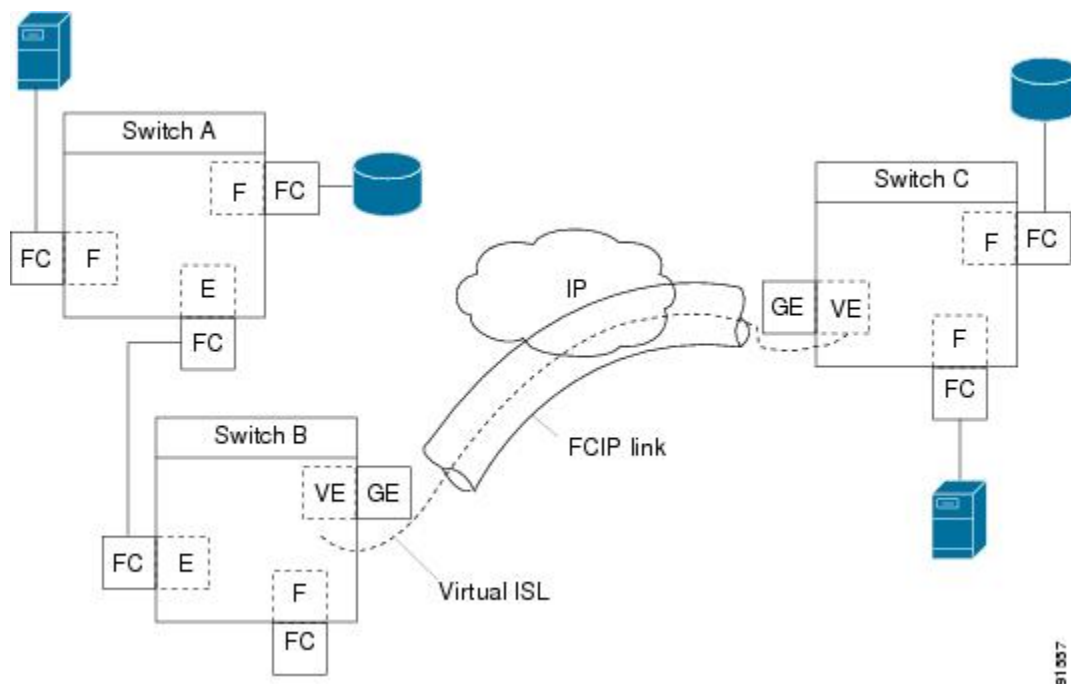 Switch A
F FC
FC F
E
FC
Switch B
VE GE
FC E
F
FC
IP
FCIP link
Virtual ISL
Switch C
F FC
GE VE
F
FC
91557